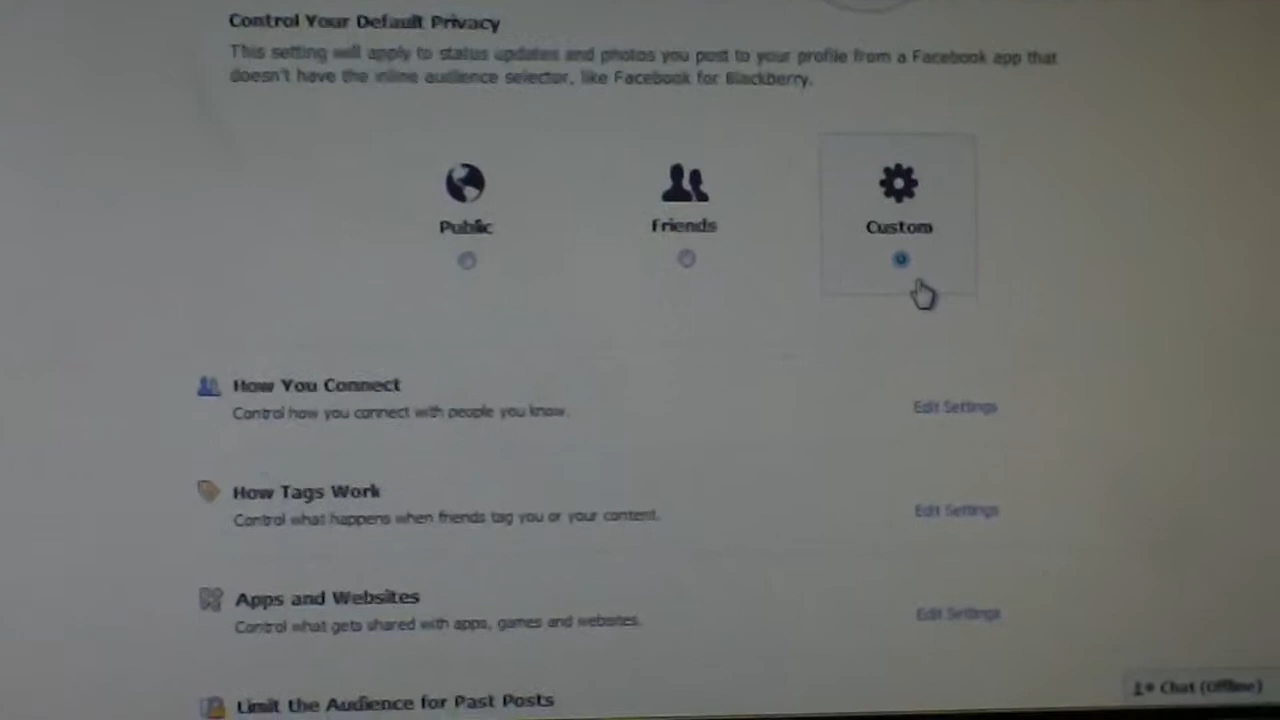 Control Your Default Privacy
This setting will apply to status updates and photos you post to your profile from a Facebook app that
doesn't have the inline audience selector, like Facebook for Blackberry.
Public
Friends
Custom
How You Connect
Control how you connect with people you know.
Edit Settings
How Tags Work
Control what happens when friends tag you or your content.
Edit Settings
Apps and Websites
Control what gets shared with apps, games and websites.
Edit Settings
Limit the Audience for Past Posts
Chat (Offline)